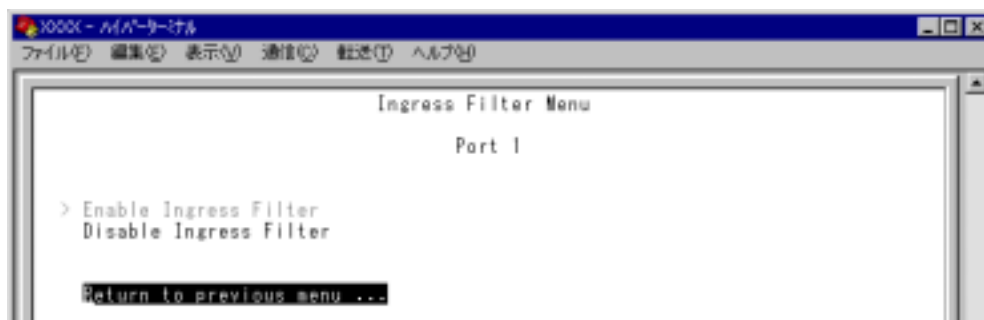 XXXX - ハイパーターミナル
ファイル(F) 編集(E) 表示(V) 通信(C) 転送(T) ヘルプ(H)
Ingress Filter Menu
Part 1
> Enable Ingress Filter
Disable Ingress Filter
Return to previous menu ...